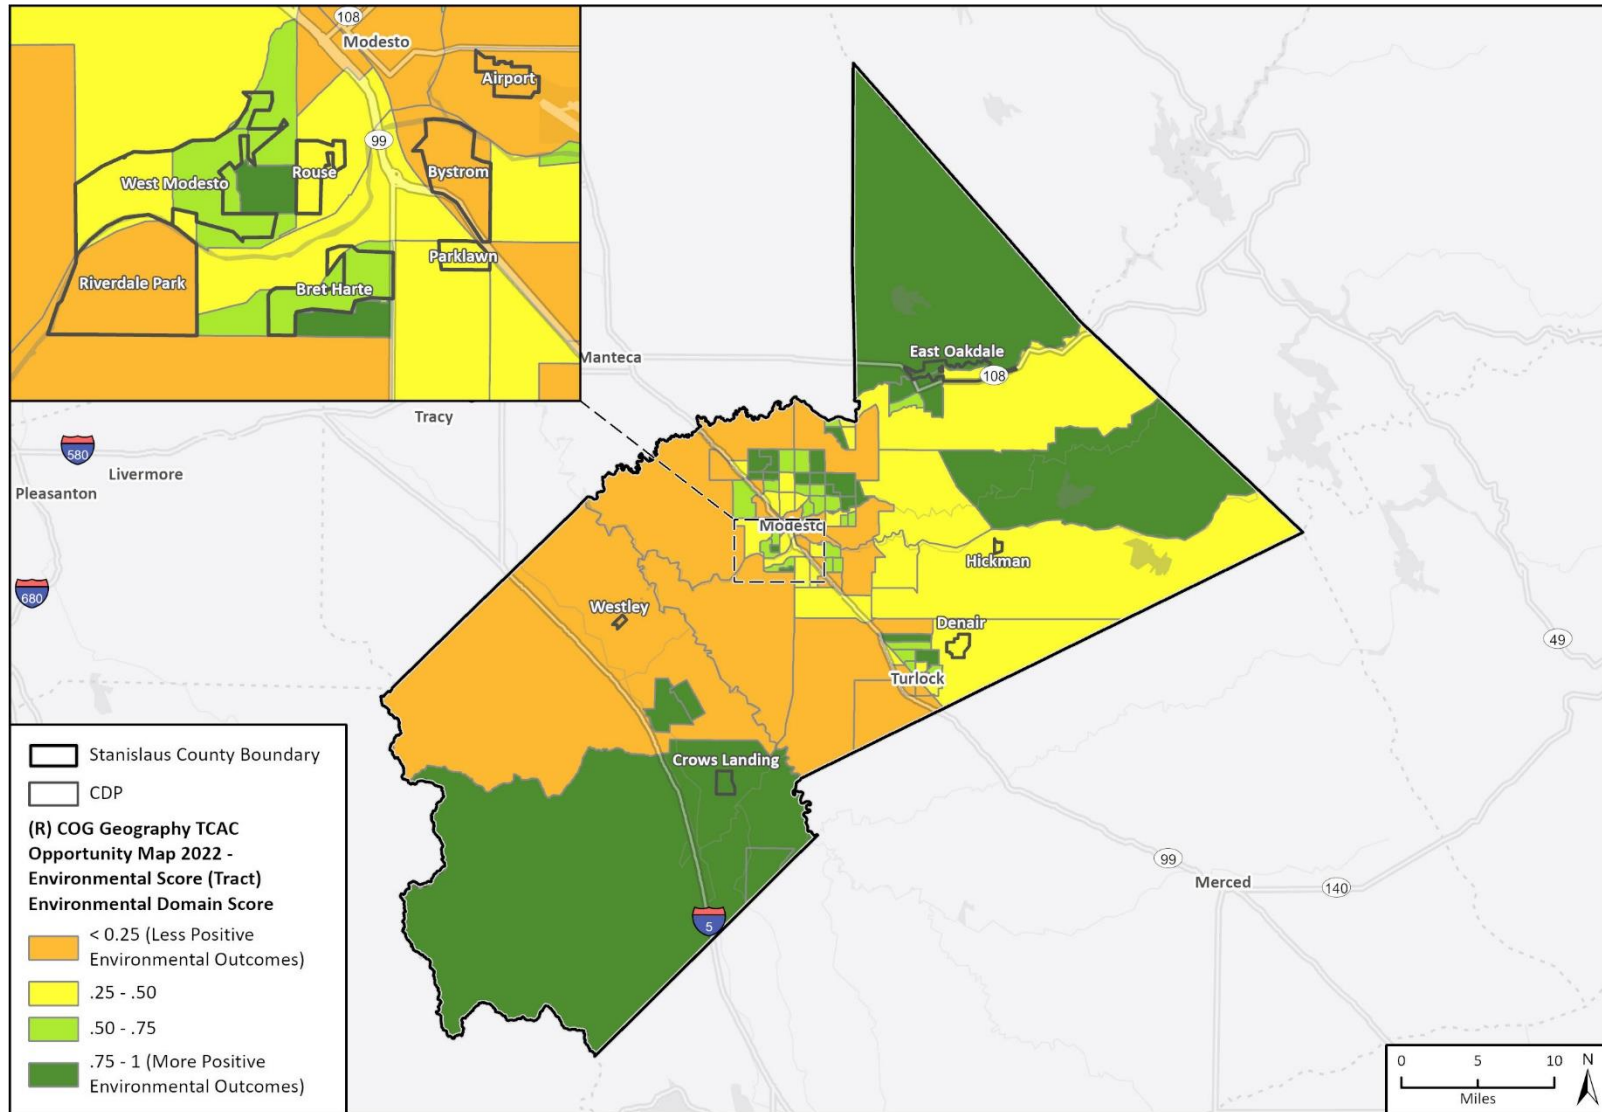 108
Modesto
Airport
99
West Modesto
Rouse
Bystrom
Parklawn
Riverdale Park
Bret Harte
Manteca
Tracy
580
Livermore
Pleasanton
680
East Oakdale
108
Modesto
Hickman
Westley
Denair
Turlock
49
Crows Landing
99
Merced
140
5
Stanislaus County Boundary
CDP
(R) COG Geography TCAC
Opportunity Map 2022 -
Environmental Score (Tract)
Environmental Domain Score
< 0.25 (Less Positive
Environmental Outcomes)
.25 - .50
.50 - .75
.75 - 1 (More Positive
Environmental Outcomes)
0 5 10
Miles
N